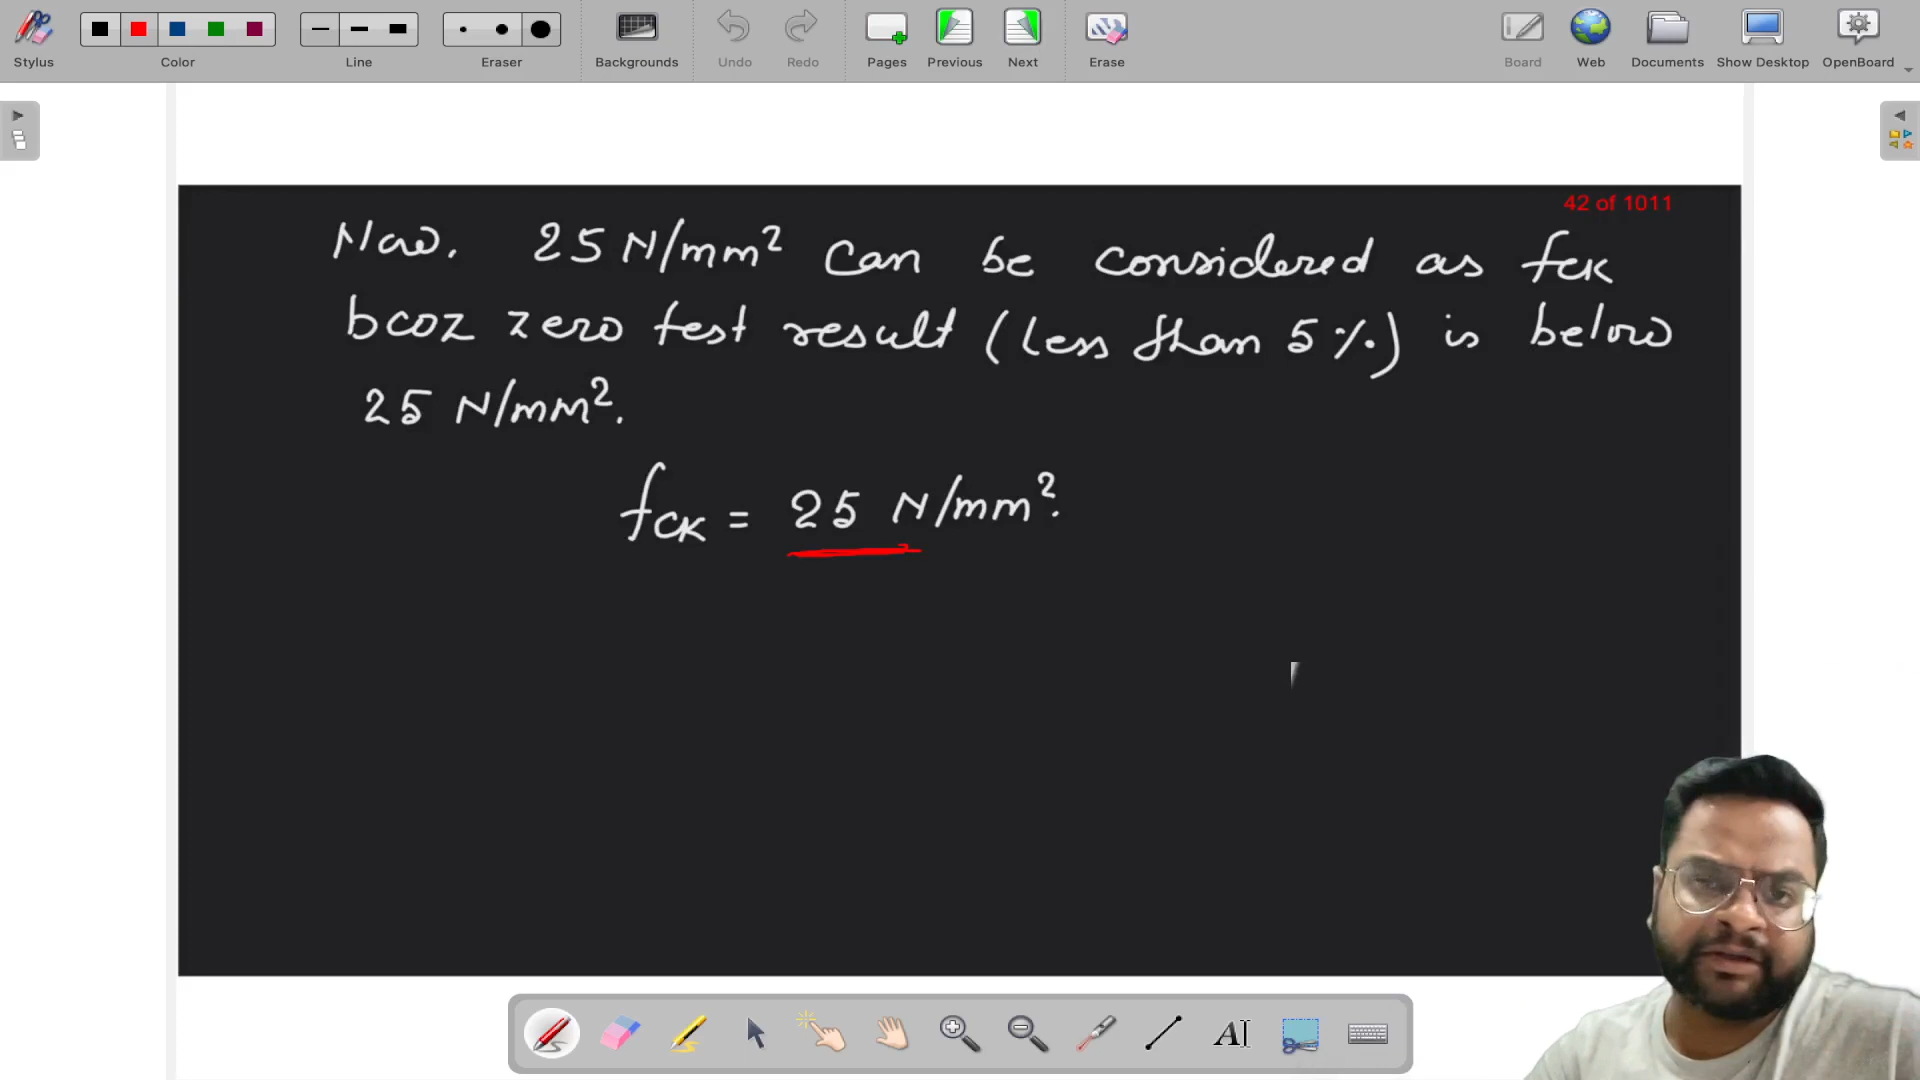 Stylus Color Line Eraser Backgrounds Undo Redo Pages Previous Next Erase Board Web Documents Show Desktop OpenBoard
42 of 1011
Now. 25 N/mm² can be considered as fck
bcoz zero test result (less than 5%) is below
25 N/mm².
fck = 25 N/mm².